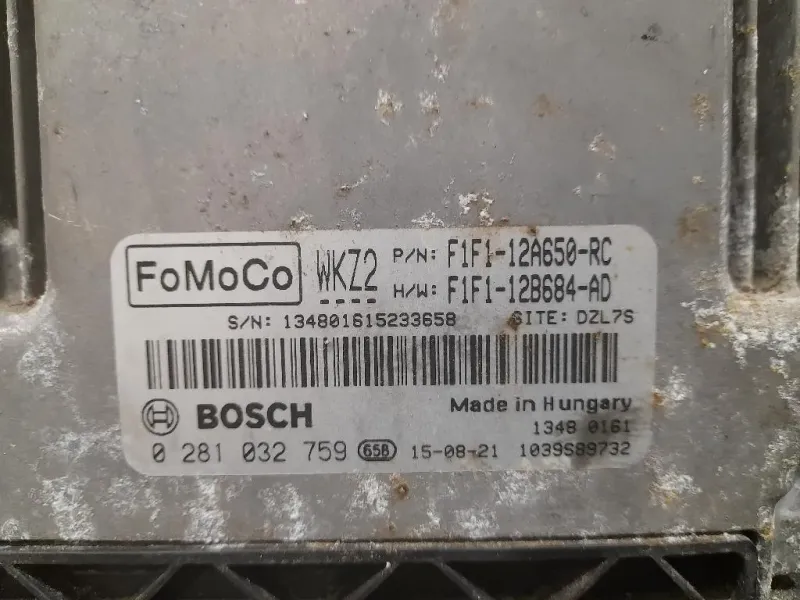 FoMoCo WKZ2 P/N: F1F1-12A650-RC
H/W: F1F1-12B684-AD
S/N: 134801615233658 SITE: DZL7S
BOSCH Made in Hungary
1348 0161
0 281 032 759 65B 15-08-21 1039S89732